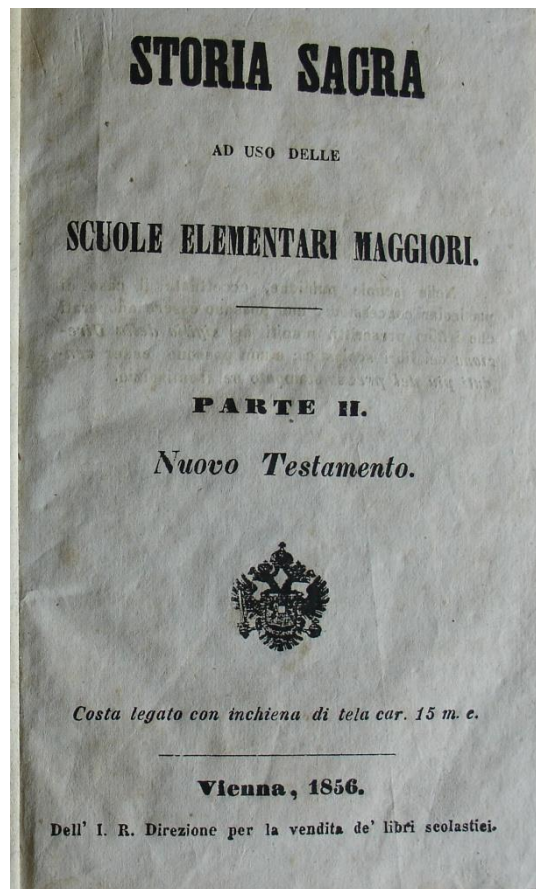 STORIA SACRA
AD USO DELLE
SCUOLE ELEMENTARI MAGGIORI.
PARTE II.
Nuovo Testamento.
Costa legato con inchiena di tela car. 15 m. c.
Vienna, 1856.
Dell' I. R. Direzione per la vendita de' libri scolastici.